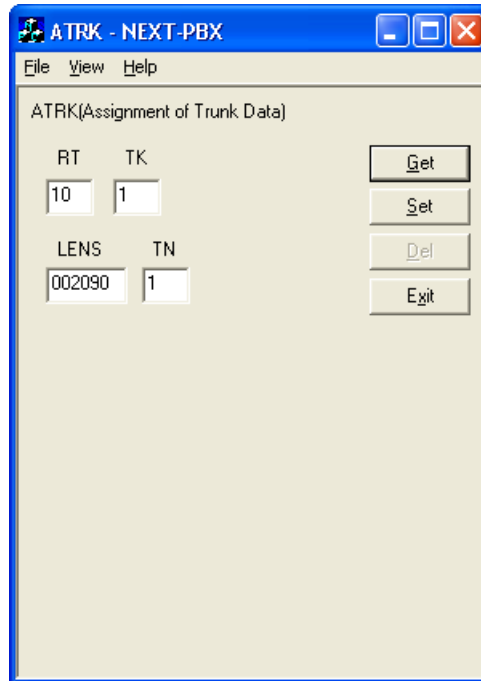 ATRK - NEXT-PBX
File View Help
ATRK(Assignment of Trunk Data)
RT TK
Get
10 1
Set
LENS TN
Del
002090 1
Exit